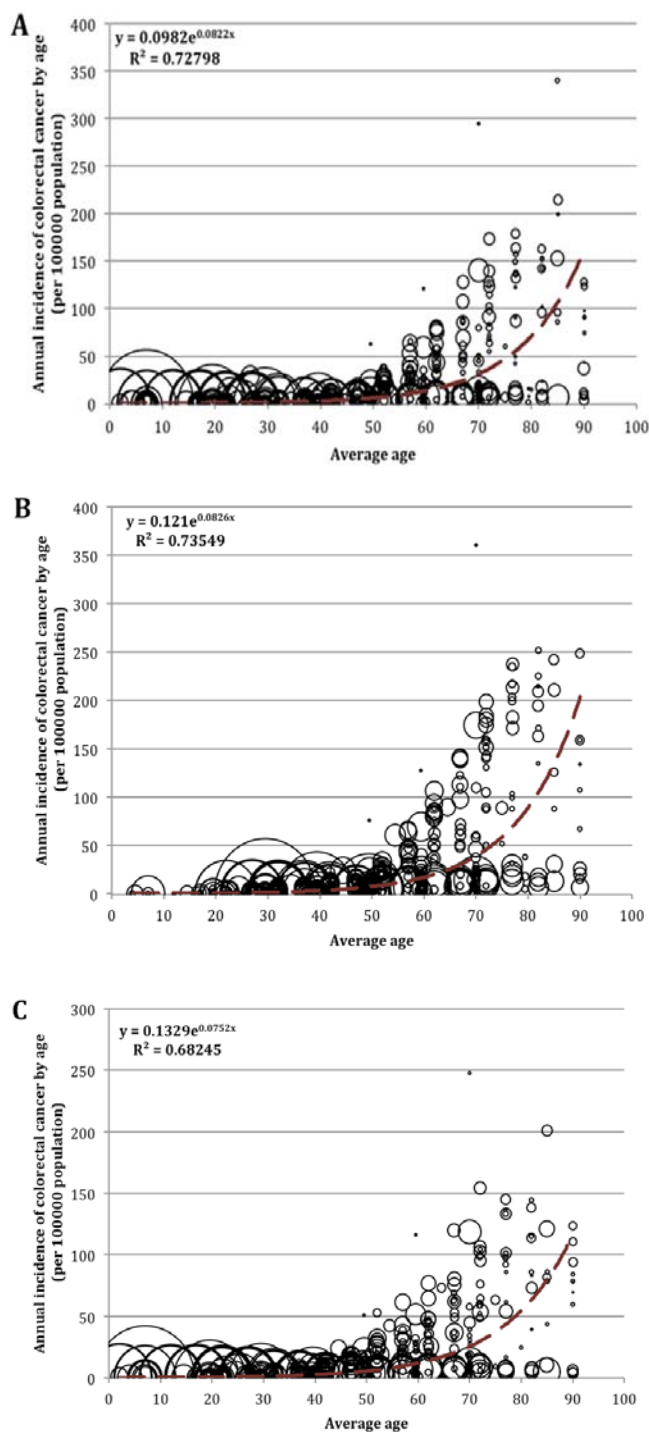 A
y = 0.0982e^0.0822x
R² = 0.72798
Annual incidence of colorectal cancer by age
(per 100000 population)
400
350
300
250
200
150
100
50
0
0 10 20 30 40 50 60 70 80 90 100
Average age
B
y = 0.121e^0.0826x
R² = 0.73549
Annual incidence of colorectal cancer by age
(per 100000 population)
400
350
300
250
200
150
100
50
0
0 10 20 30 40 50 60 70 80 90 100
Average age
C
y = 0.1329e^0.0752x
R² = 0.68245
Annual incidence of colorectal cancer by age
(per 100000 population)
300
250
200
150
100
50
0
0 10 20 30 40 50 60 70 80 90 100
Average age